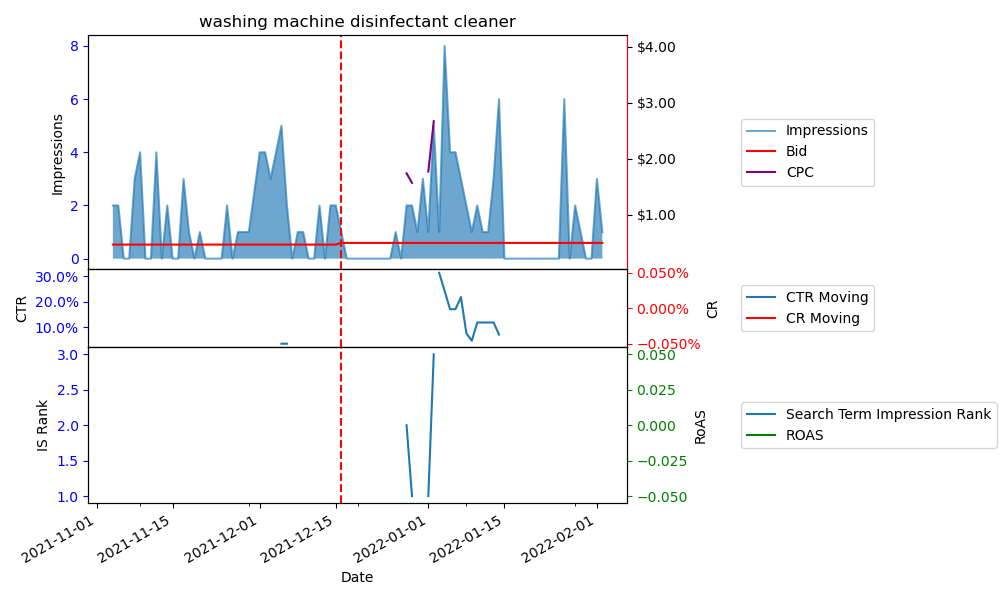 washing machine disinfectant cleaner
8
6
4
2
0
Impressions
$4.00
$3.00
$2.00
$1.00
Impressions
Bid
CPC
30.0%
20.0%
10.0%
CTR
0.050%
0.000%
−0.050%
CR
CTR Moving
CR Moving
3.0
2.5
2.0
1.5
1.0
IS Rank
0.050
0.025
0.000
−0.025
−0.050
RoAS
Search Term Impression Rank
ROAS
2021-11-01
2021-11-15
2021-12-01
2021-12-15
2022-01-01
2022-01-15
2022-02-01
Date